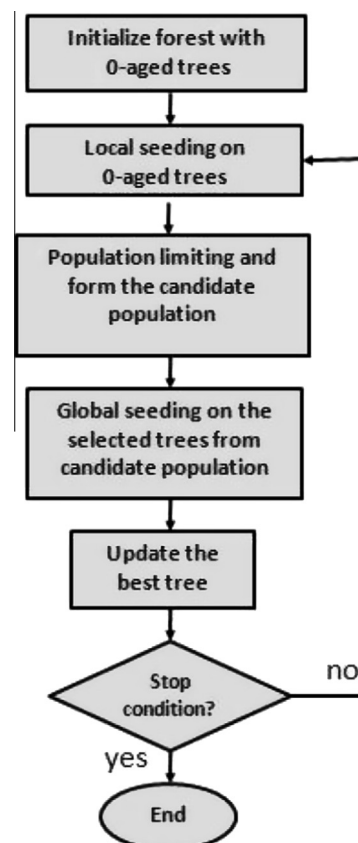 Initialize forest with
0-aged trees
Local seeding on
0-aged trees
Population limiting and
form the candidate
population
Global seeding on the
selected trees from
candidate population
Update the
best tree
Stop
condition?
no
yes
End